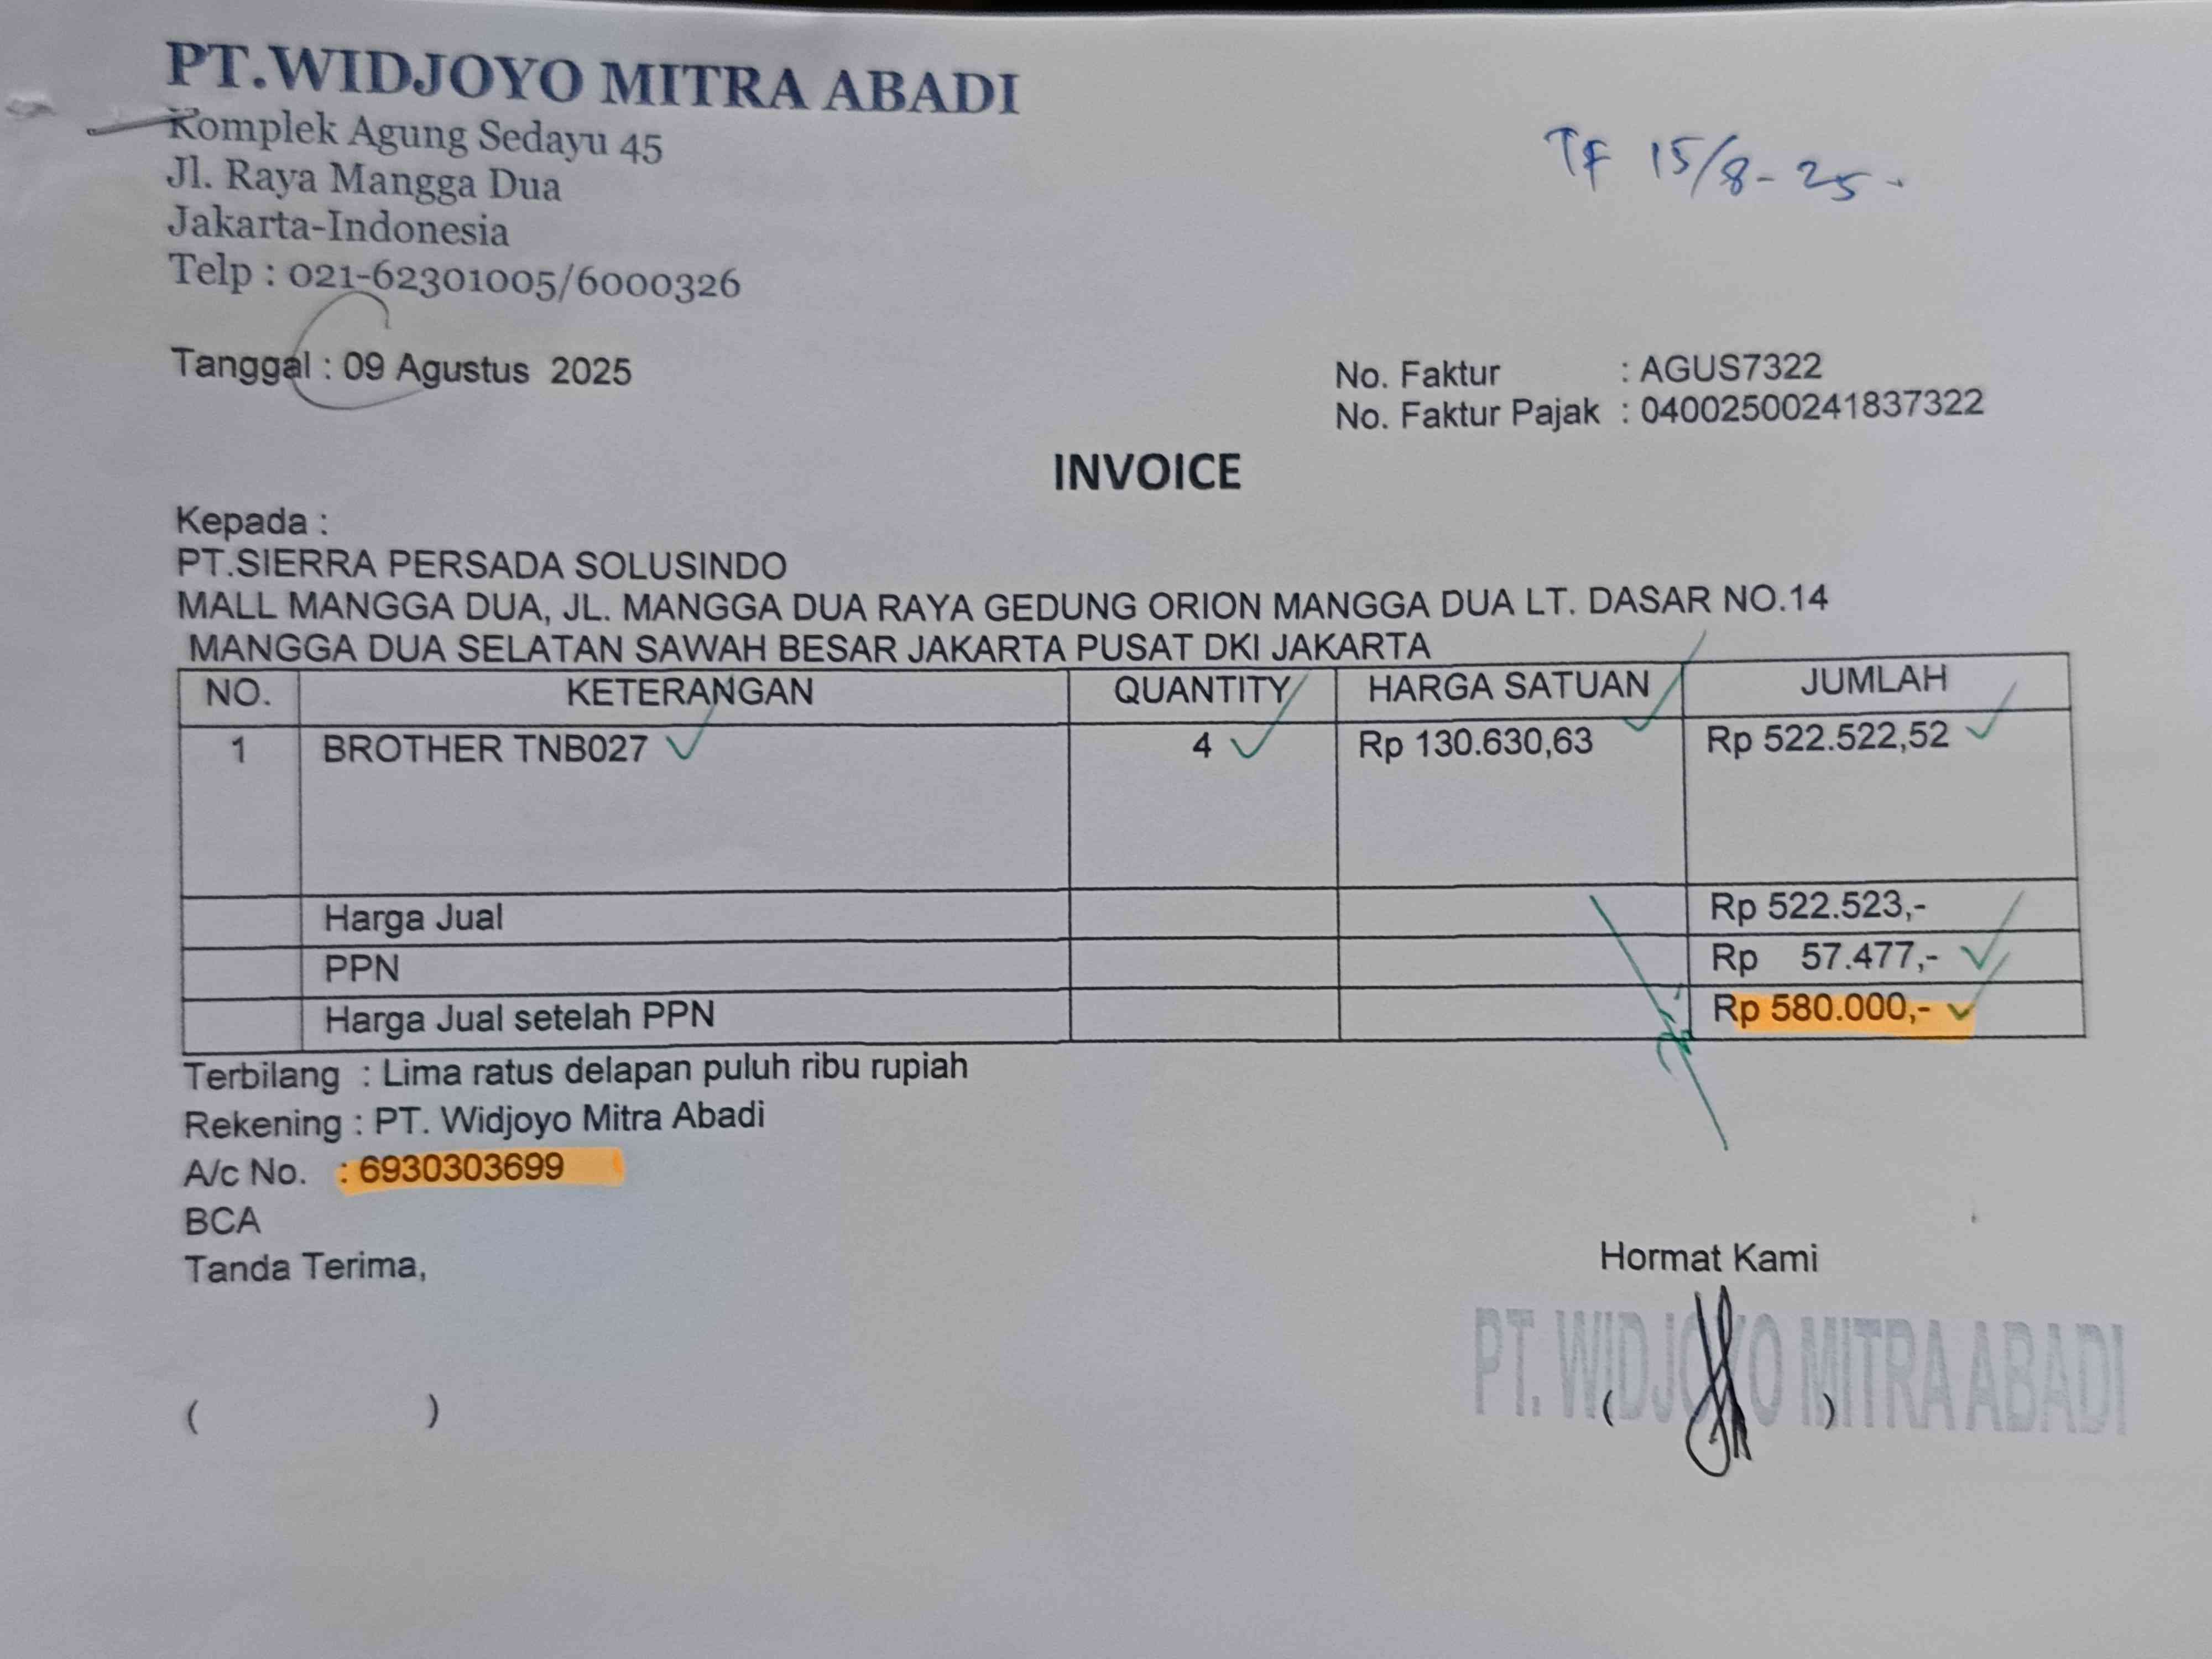 PT.WIDJOYO MITRA ABADI
Komplek Agung Sedayu 45
Jl. Raya Mangga Dua
Jakarta-Indonesia
Telp : 021-62301005/6000326
TF 15/8-25-
Tanggal : 09 Agustus 2025
No. Faktur : AGUS7322
No. Faktur Pajak : 04002500241837322
INVOICE
Kepada :
PT.SIERRA PERSADA SOLUSINDO
MALL MANGGA DUA, JL. MANGGA DUA RAYA GEDUNG ORION MANGGA DUA LT. DASAR NO.14
MANGGA DUA SELATAN SAWAH BESAR JAKARTA PUSAT DKI JAKARTA
NO. KETERANGAN QUANTITY HARGA SATUAN JUMLAH
1 BROTHER TNB027 4 Rp 130.630,63 Rp 522.522,52
Harga Jual Rp 522.523,-
PPN Rp 57.477,-
Harga Jual setelah PPN Rp 580.000,-
Terbilang : Lima ratus delapan puluh ribu rupiah
Rekening : PT. Widjoyo Mitra Abadi
A/c No. : 6930303699
BCA
Tanda Terima,
Hormat Kami
PT. WIDJOYO MITRA ABADI
( )
( )